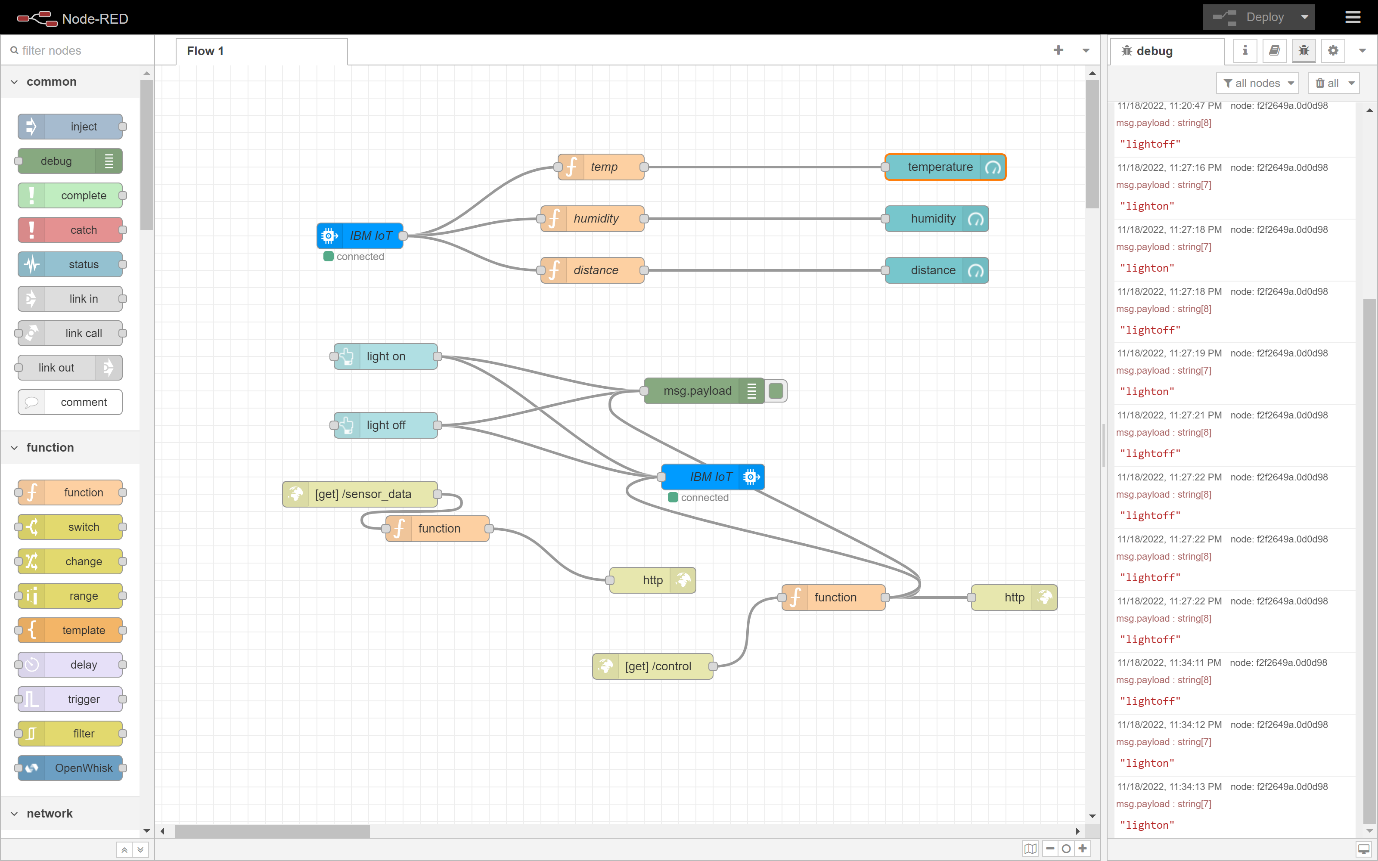 Node-RED
Deploy
filter nodes
common
inject
debug
complete
catch
status
link in
link call
link out
comment
function
function
switch
change
range
template
delay
trigger
filter
OpenWhisk
network
Flow 1
temp
temperature
humidity
humidity
IBM IoT
connected
distance
distance
light on
msg.payload
light off
IBM IoT
connected
[get] /sensor_data
function
http
function
http
[get] /control
debug
all nodes
all
11/18/2022, 11:20:47 PM node: f2f2649a.0d0d98
msg.payload : string[8]
"lightoff"
11/18/2022, 11:27:16 PM node: f2f2649a.0d0d98
msg.payload : string[7]
"lighton"
11/18/2022, 11:27:18 PM node: f2f2649a.0d0d98
msg.payload : string[7]
"lighton"
11/18/2022, 11:27:18 PM node: f2f2649a.0d0d98
msg.payload : string[8]
"lightoff"
11/18/2022, 11:27:19 PM node: f2f2649a.0d0d98
msg.payload : string[7]
"lighton"
11/18/2022, 11:27:21 PM node: f2f2649a.0d0d98
msg.payload : string[8]
"lightoff"
11/18/2022, 11:27:22 PM node: f2f2649a.0d0d98
msg.payload : string[8]
"lightoff"
11/18/2022, 11:27:22 PM node: f2f2649a.0d0d98
msg.payload : string[8]
"lightoff"
11/18/2022, 11:27:22 PM node: f2f2649a.0d0d98
msg.payload : string[8]
"lightoff"
11/18/2022, 11:34:11 PM node: f2f2649a.0d0d98
msg.payload : string[8]
"lightoff"
11/18/2022, 11:34:12 PM node: f2f2649a.0d0d98
msg.payload : string[7]
"lighton"
11/18/2022, 11:34:13 PM node: f2f2649a.0d0d98
msg.payload : string[7]
"lighton"